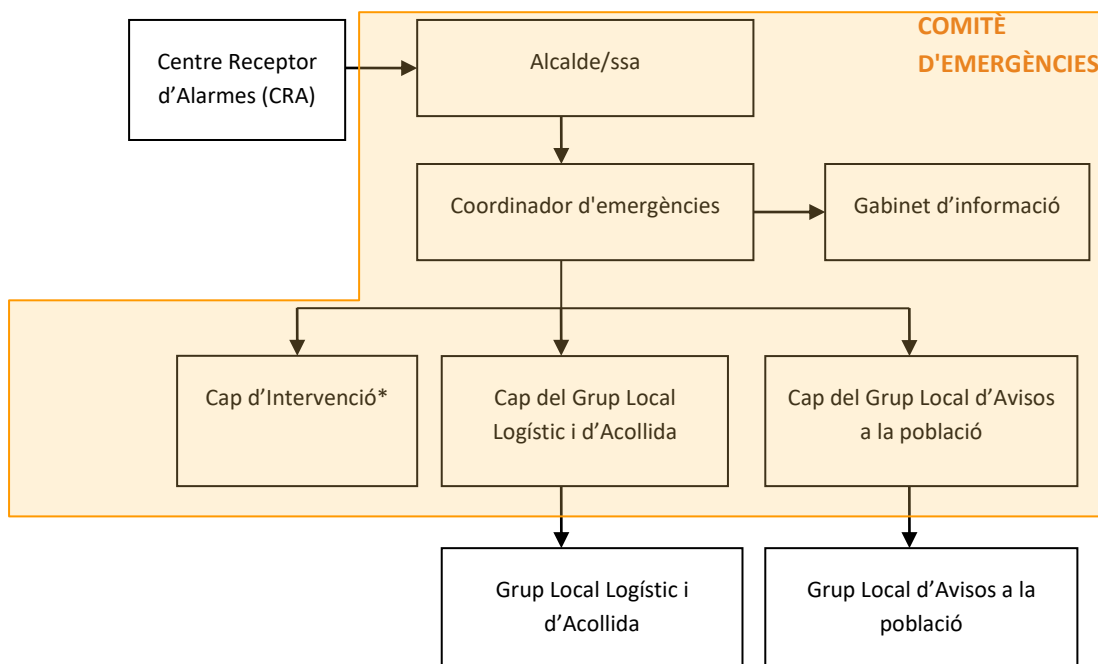 COMITÈ
D'EMERGÈNCIES
Centre Receptor
d’Alarmes (CRA)
Alcalde/ssa
Coordinador d'emergències
Gabinet d’informació
Cap d’Intervenció*
Cap del Grup Local
Logístic i d’Acollida
Cap del Grup Local d’Avisos
a la població
Grup Local Logístic i
d’Acollida
Grup Local d’Avisos a la
població